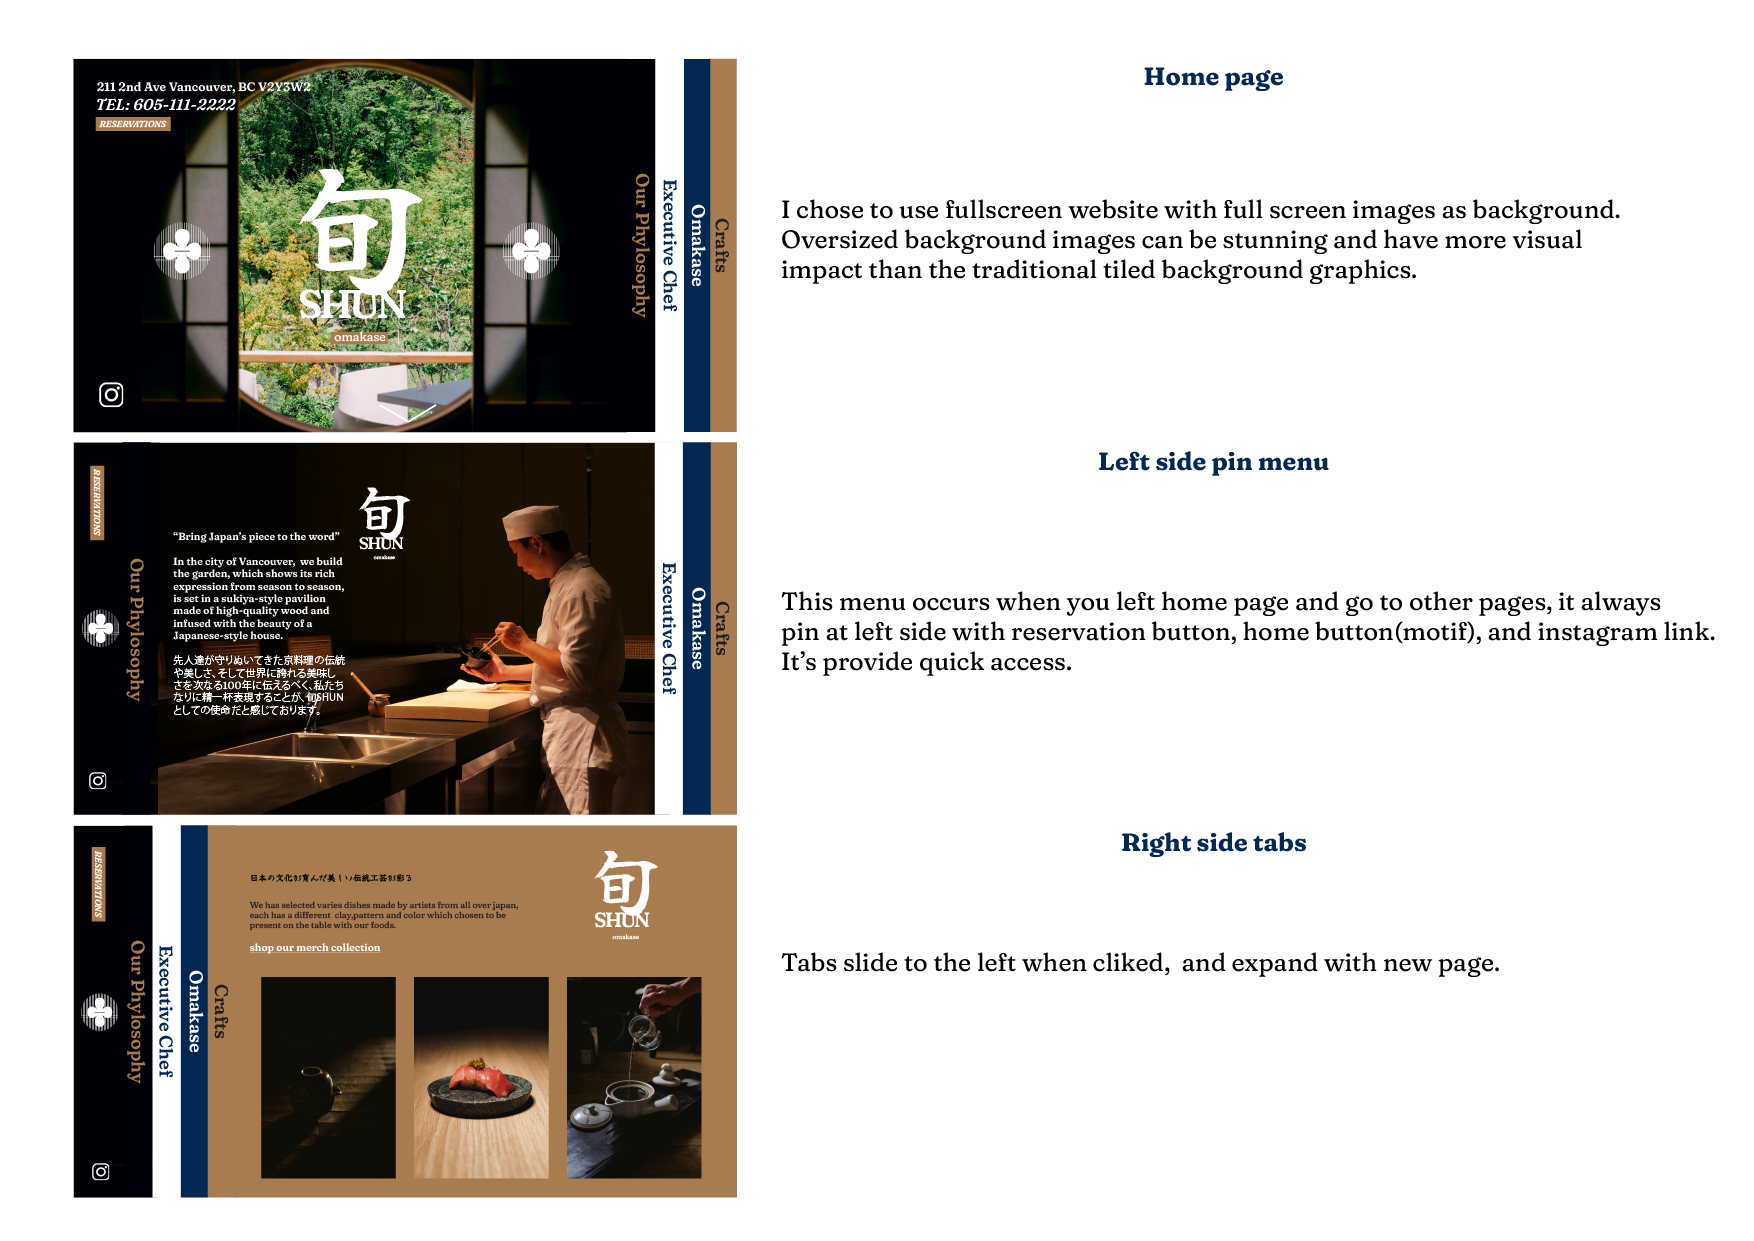 211 2nd Ave Vancouver, BC V2Y3W2
TEL: 605-111-2222
RESERVATIONS
旬
SHUN
omakase
Our Phylosophy
Executive Chef
Omakase
Crafts
Home page
I chose to use fullscreen website with full screen images as background.
Oversized background images can be stunning and have more visual
impact than the traditional tiled background graphics.
RESERVATIONS
Our Phylosophy
“Bring Japan’s piece to the word”
In the city of Vancouver, we build
the garden, which shows its rich
expression from season to season,
is set in a sukiya-style pavilion
made of high-quality wood and
infused with the beauty of a
Japanese-style house.
先人達が守りぬいてきた京料理の伝統
や美しさ、そして世界に誇れる美味し
さを次なる100年に伝えるべく、私たち
なりに精一杯表現することが、旬SHUN
としての使命だと感じております。
旬
SHUN
omakase
Executive Chef
Omakase
Crafts
Left side pin menu
This menu occurs when you left home page and go to other pages, it always
pin at left side with reservation button, home button(motif), and instagram link.
It’s provide quick access.
RESERVATIONS
Our Phylosophy
Executive Chef
Omakase
Crafts
日本の文化が育んだ美しい伝統工芸が彩る
We has selected varies dishes made by artists from all over japan,
each has a different clay,pattern and color which chosen to be
present on the table with our foods.
shop our merch collection
旬
SHUN
omakase
Right side tabs
Tabs slide to the left when cliked, and expand with new page.